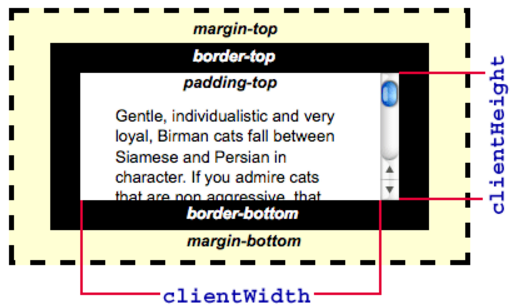 margin-top
border-top
padding-top
Gentle, individualistic and very
loyal, Birman cats fall between
Siamese and Persian in
character. If you admire cats
that are non aggressive, that
border-bottom
margin-bottom
clientWidth
clientHeight